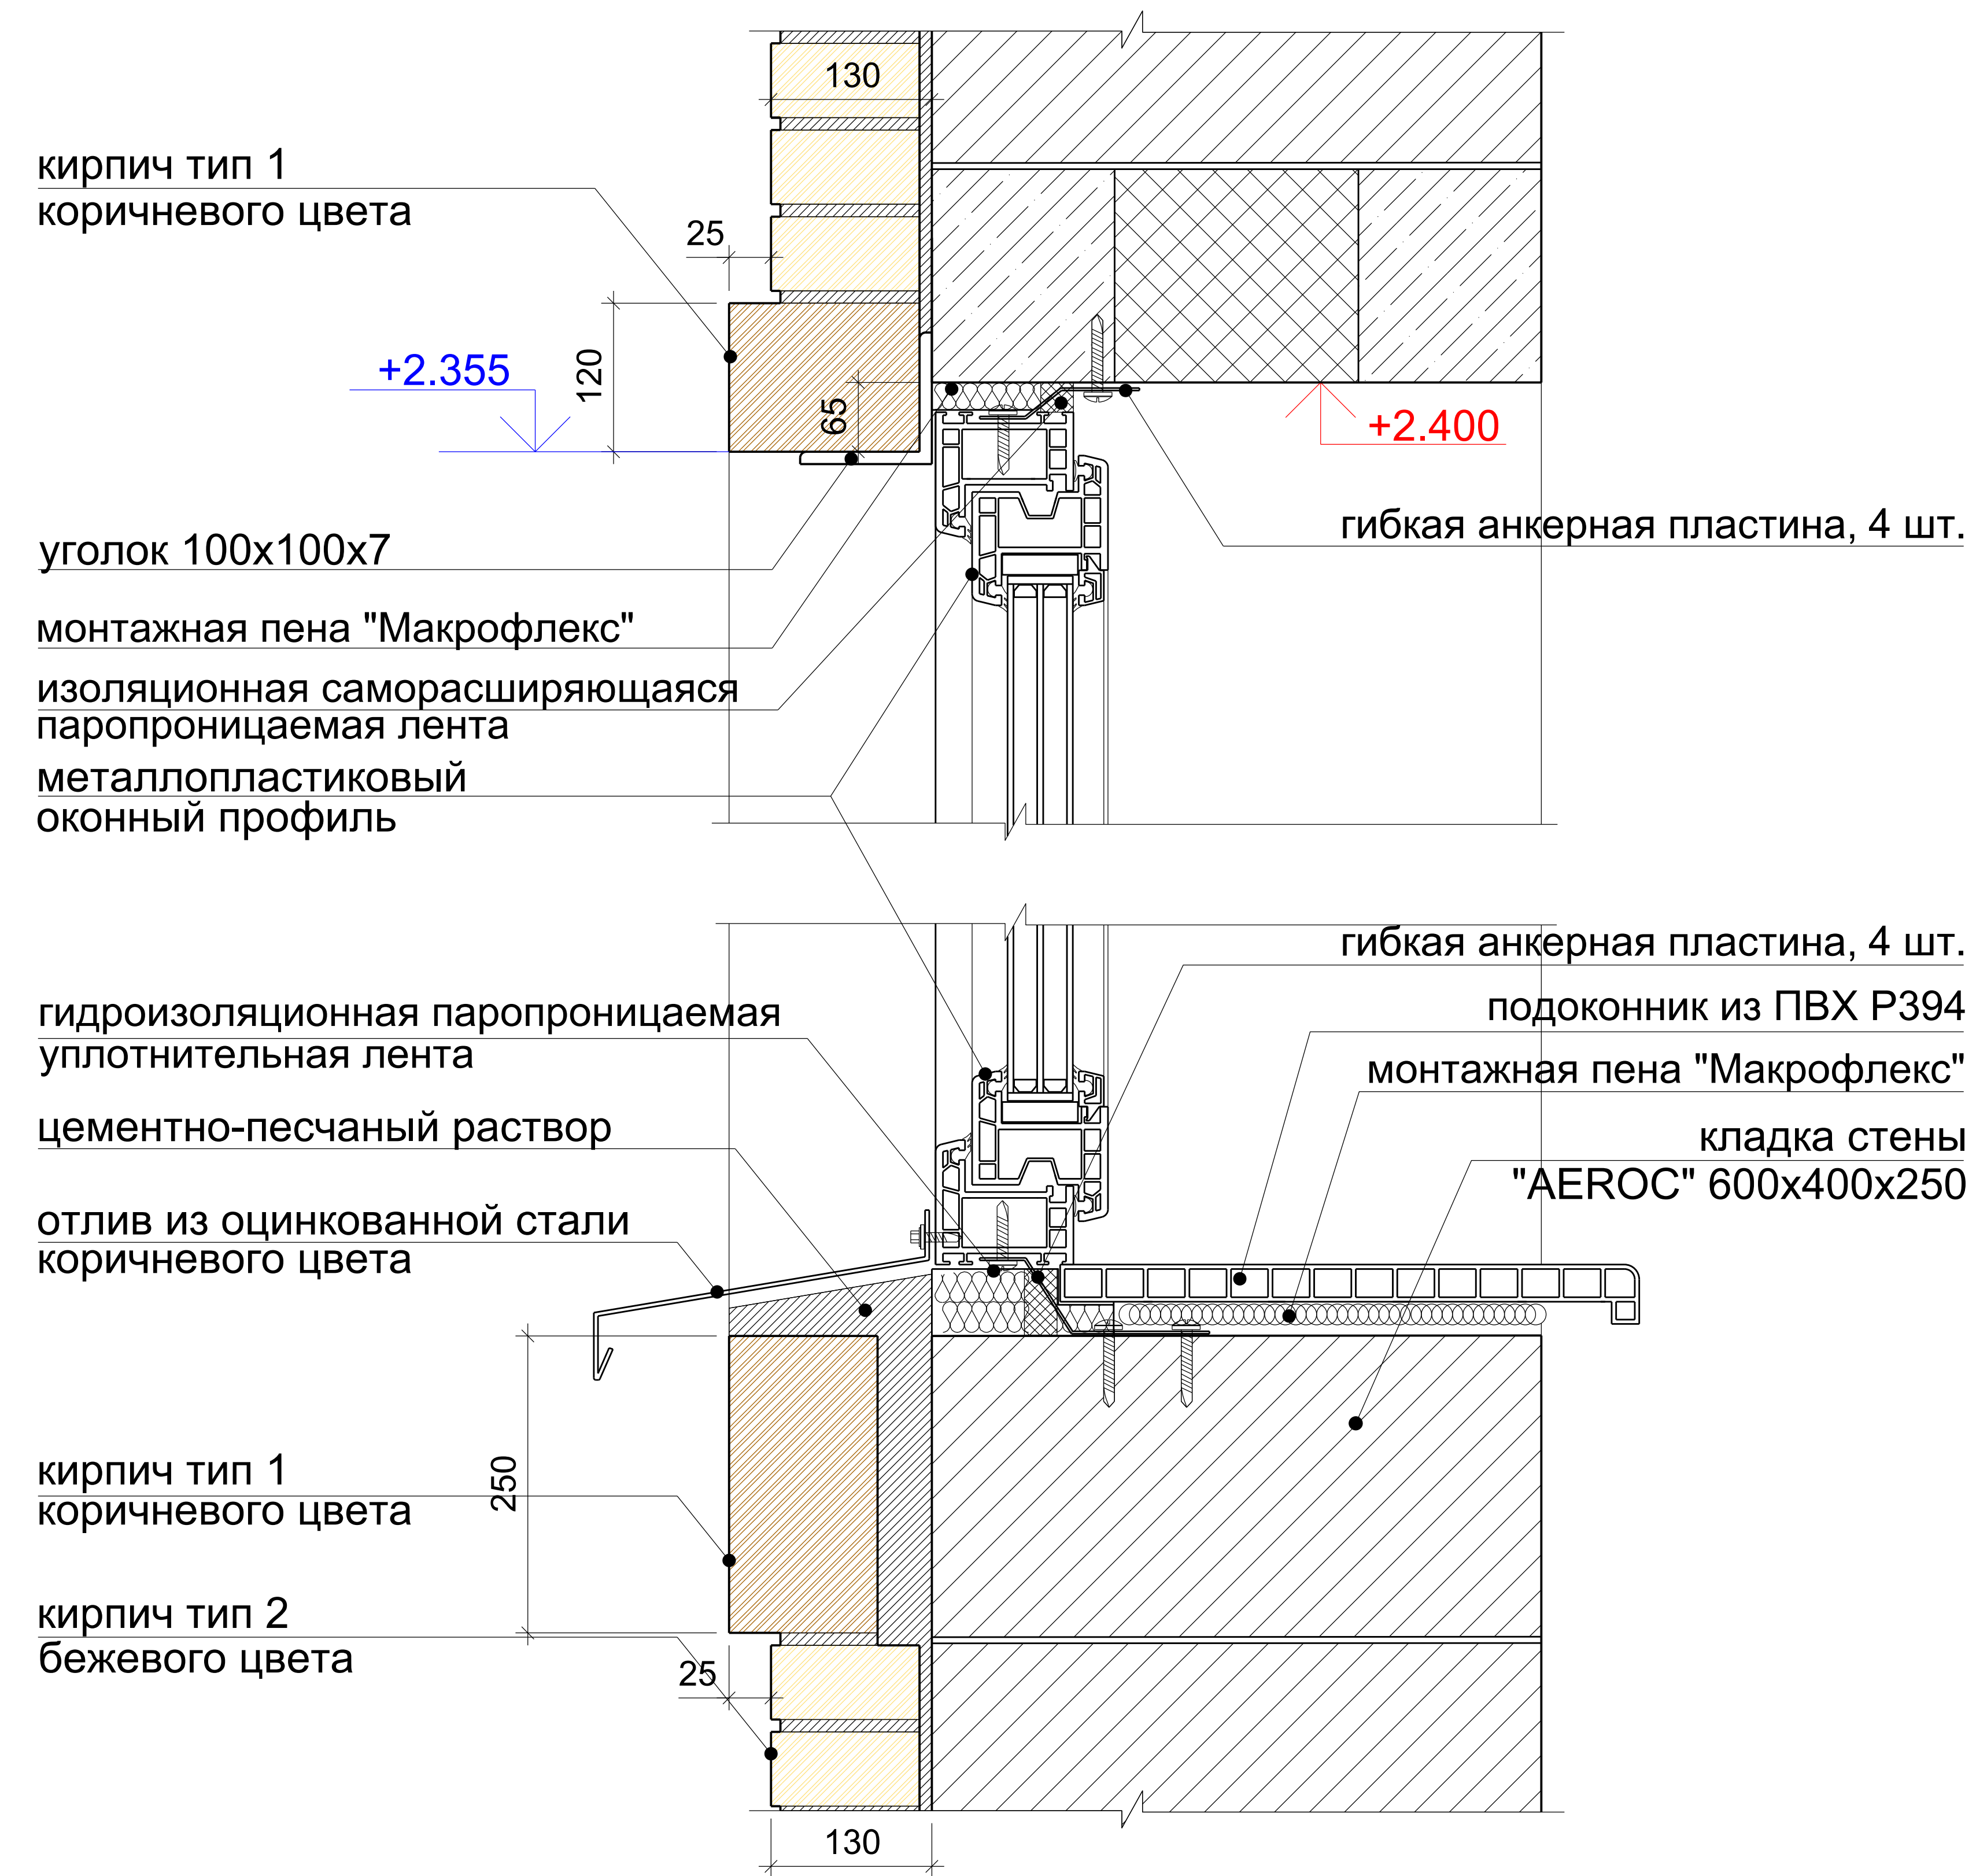 130
кирпич тип 1
коричневого цвета
25
120
+2.355
65
+2.400
уголок 100х100х7
гибкая анкерная пластина, 4 шт.
монтажная пена "Макрофлекс"
изоляционная саморасширяющаяся
паропроницаемая лента
металлопластиковый
оконный профиль
гибкая анкерная пластина, 4 шт.
подоконник из ПВХ Р394
монтажная пена "Макрофлекс"
кладка стены
"AEROC" 600х400х250
гидроизоляционная паропроницаемая
уплотнительная лента
цементно-песчаный раствор
отлив из оцинкованной стали
коричневого цвета
250
кирпич тип 1
коричневого цвета
кирпич тип 2
бежевого цвета
25
130